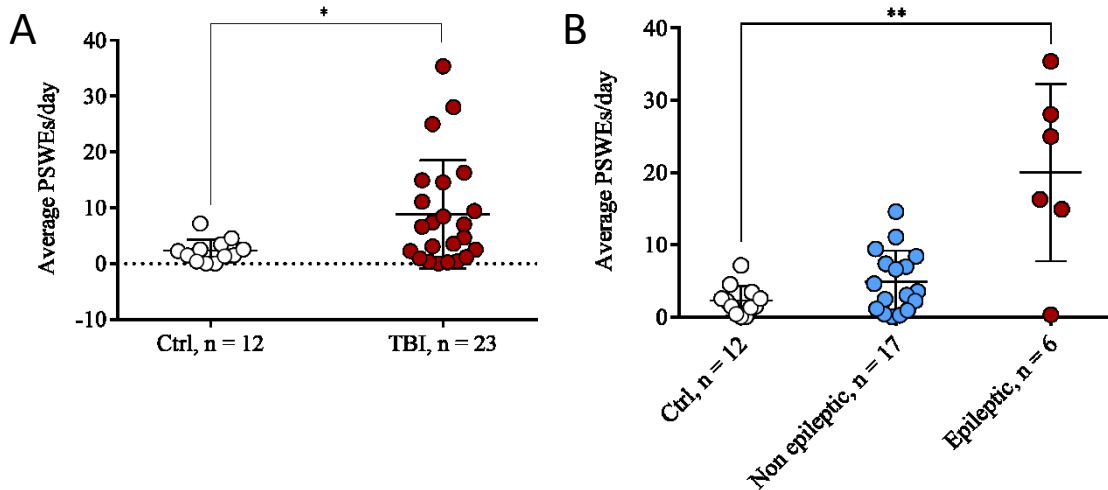 A
*
Average PSWEs/day
40
30
20
10
0
-10
Ctrl, n = 12
TBI, n = 23
B
**
Average PSWEs/day
40
30
20
10
0
Ctrl, n = 12
Non epileptic, n = 17
Epileptic, n = 6